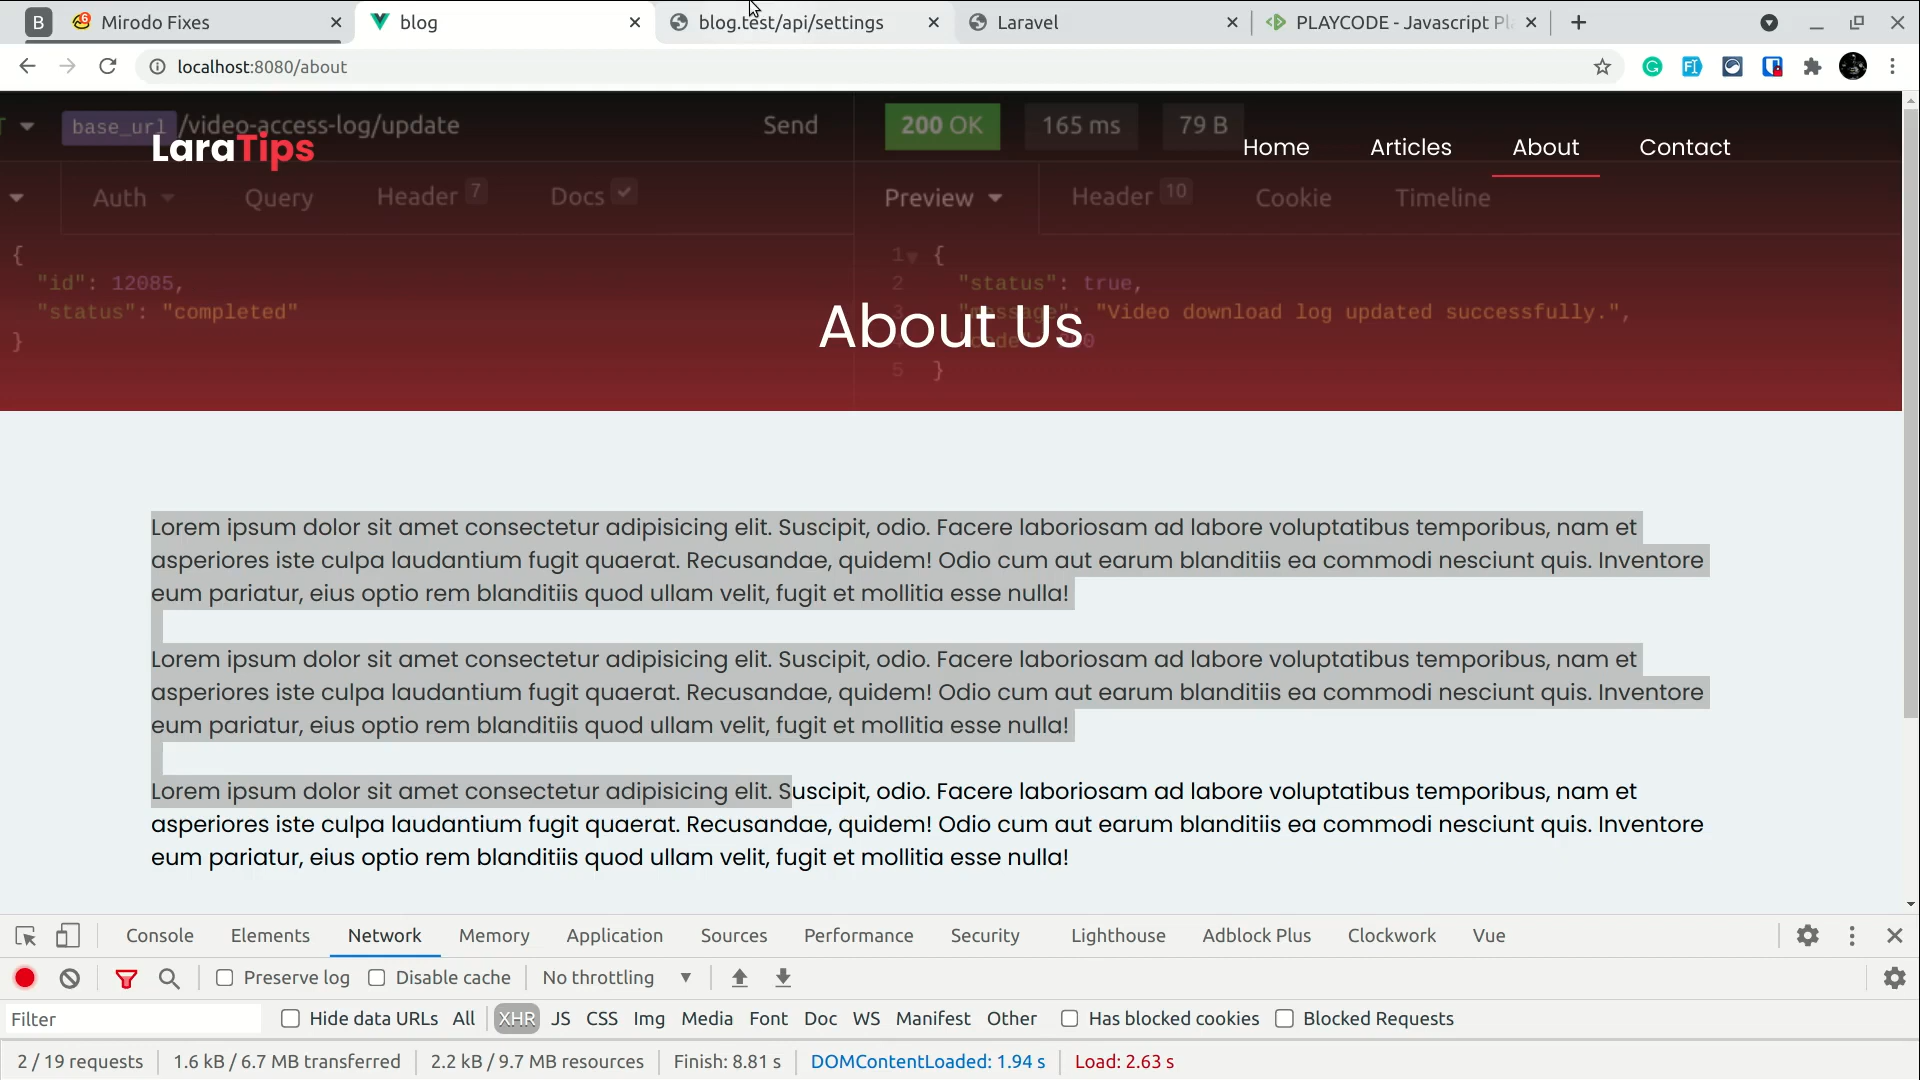 B Mirodo Fixes blog blog.test/api/settings Laravel PLAYCODE - Javascript Pl
localhost:8080/about
base_url /video-access-log/update Send 200 OK 165 ms 79 B
LaraTips Home Articles About Contact
Auth Query Header 7 Docs Preview Header 10 Cookie Timeline
{ 1 {
"id": 12085, 2 "status": true,
"status": "completed" "Video download log updated successfully.",
}
About Us
5 }
Lorem ipsum dolor sit amet consectetur adipisicing elit. Suscipit, odio. Facere laboriosam ad labore voluptatibus temporibus, nam et
asperiores iste culpa laudantium fugit quaerat. Recusandae, quidem! Odio cum aut earum blanditiis ea commodi nesciunt quis. Inventore
eum pariatur, eius optio rem blanditiis quod ullam velit, fugit et mollitia esse nulla!
Lorem ipsum dolor sit amet consectetur adipisicing elit. Suscipit, odio. Facere laboriosam ad labore voluptatibus temporibus, nam et
asperiores iste culpa laudantium fugit quaerat. Recusandae, quidem! Odio cum aut earum blanditiis ea commodi nesciunt quis. Inventore
eum pariatur, eius optio rem blanditiis quod ullam velit, fugit et mollitia esse nulla!
Lorem ipsum dolor sit amet consectetur adipisicing elit. Suscipit, odio. Facere laboriosam ad labore voluptatibus temporibus, nam et
asperiores iste culpa laudantium fugit quaerat. Recusandae, quidem! Odio cum aut earum blanditiis ea commodi nesciunt quis. Inventore
eum pariatur, eius optio rem blanditiis quod ullam velit, fugit et mollitia esse nulla!
Console Elements Network Memory Application Sources Performance Security Lighthouse Adblock Plus Clockwork Vue
Preserve log Disable cache No throttling
Filter Hide data URLs All XHR JS CSS Img Media Font Doc WS Manifest Other Has blocked cookies Blocked Requests
2 / 19 requests 1.6 kB / 6.7 MB transferred 2.2 kB / 9.7 MB resources Finish: 8.81 s DOMContentLoaded: 1.94 s Load: 2.63 s